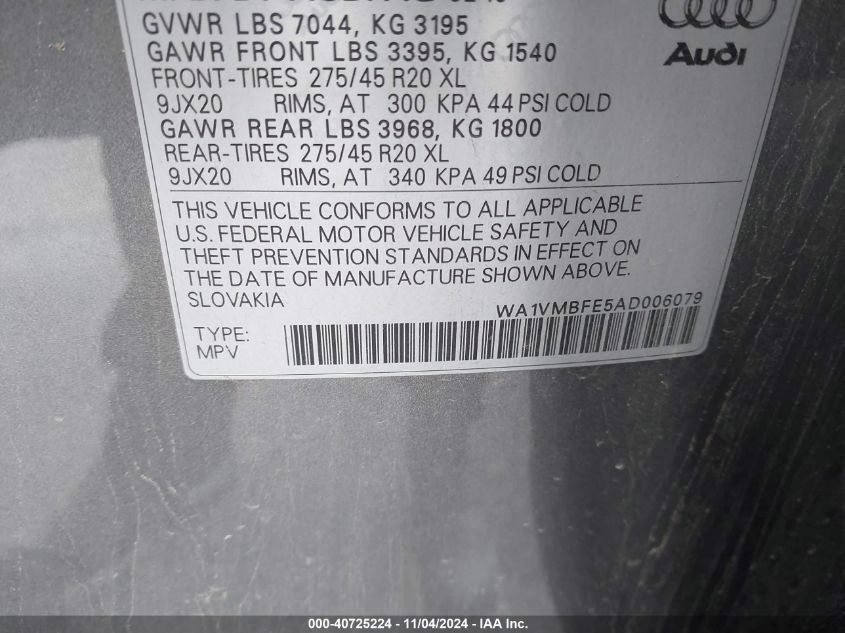 GVWR LBS 7044, KG 3195
GAWR FRONT LBS 3395, KG 1540
FRONT-TIRES 275/45 R20 XL
9JX20 RIMS, AT 300 KPA 44 PSI COLD
GAWR REAR LBS 3968, KG 1800
REAR-TIRES 275/45 R20 XL
9JX20 RIMS, AT 340 KPA 49 PSI COLD
Audi
THIS VEHICLE CONFORMS TO ALL APPLICABLE
U.S. FEDERAL MOTOR VEHICLE SAFETY AND
THEFT PREVENTION STANDARDS IN EFFECT ON
THE DATE OF MANUFACTURE SHOWN ABOVE.
SLOVAKIA
WA1VMBFE5AD006079
TYPE:
MPV
000-40725224 - 11/04/2024 - IAA Inc.